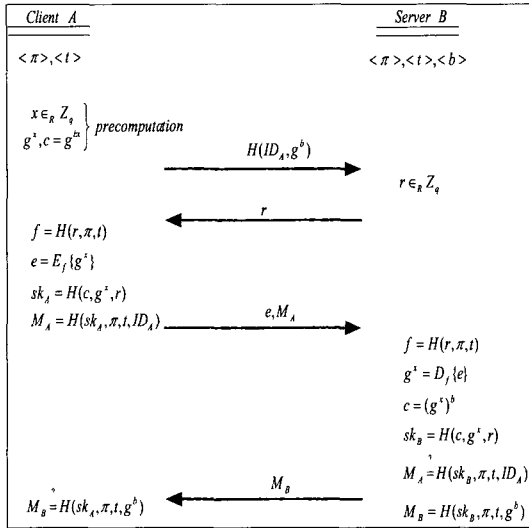 Client A
Server B
<π>,<t>
<π>,<t>,<b>
x ∈_R Z_q
g^x, c = g^{bx} } precomputation
H(ID_A, g^b)
r ∈_R Z_q
r
f = H(r,π,t)
e = E_f{g^x}
sk_A = H(c,g^x,r)
M_A = H(sk_A,π,t,ID_A)
e,M_A
f = H(r,π,t)
g^x = D_f{e}
c = (g^x)^b
sk_B = H(c,g^x,r)
M_A =? H(sk_B,π,t,ID_A)
M_B
M_B =? H(sk_A,π,t,g^b)
M_B = H(sk_B,π,t,g^b)